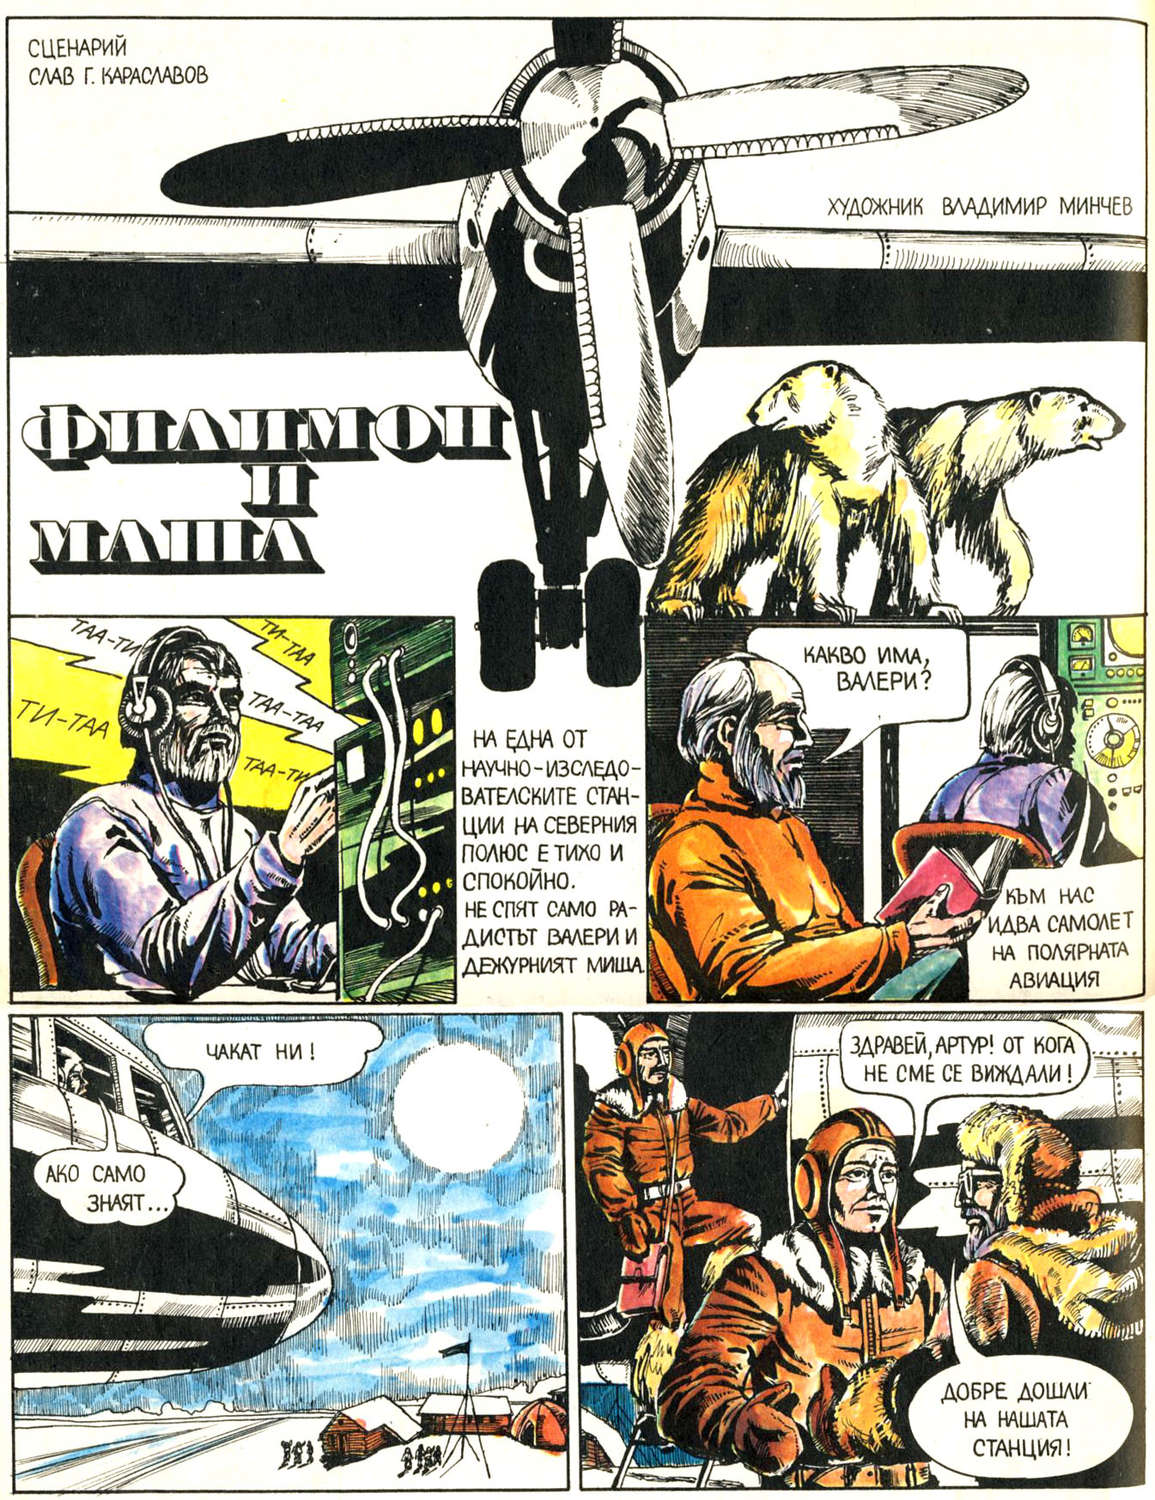 СЦЕНАРИЙ
СЛАВ Г. КАРАСЛАВОВ
ХУДОЖНИК ВЛАДИМИР МИНЧЕВ
ФИЛИМОН
И
МАША
ТАА-ТИ
ТИ-ТАА
ТИ-ТАА
ТАА-ТАА
ТАА-ТИ
НА ЕДНА ОТ
НАУЧНО-ИЗСЛЕДО-
ВАТЕЛСКИТЕ СТАН-
ЦИИ НА СЕВЕРНИЯ
ПОЛЮС Е ТИХО И
СПОКОЙНО.
НЕ СПЯТ САМО РА-
ДИСТЪТ ВАЛЕРИ И
ДЕЖУРНИЯТ МИША.
КАКВО ИМА,
ВАЛЕРИ?
КЪМ НАС
ИДВА САМОЛЕТ
НА ПОЛЯРНАТА
АВИАЦИЯ
ЧАКАТ НИ!
АКО САМО
ЗНАЯТ...
ЗДРАВЕЙ, АРТУР! ОТ КОГА
НЕ СМЕ СЕ ВИЖДАЛИ!
ДОБРЕ ДОШЛИ
НА НАШАТА
СТАНЦИЯ!